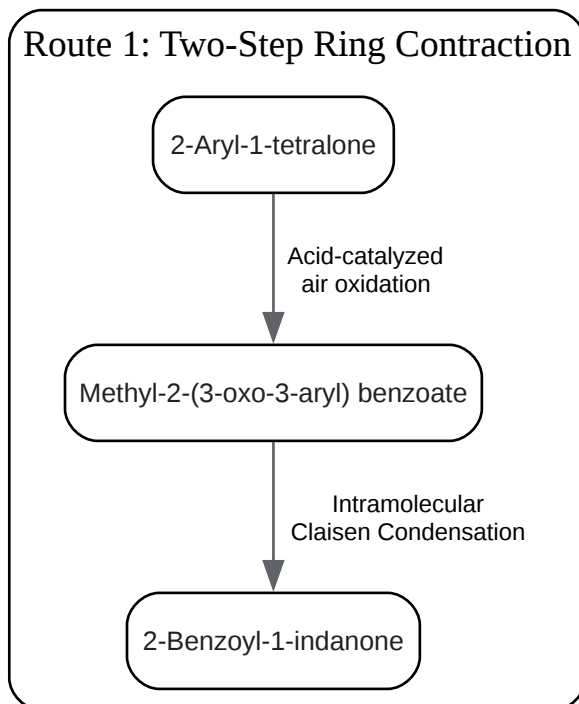 Route 1: Two-Step Ring Contraction
2-Aryl-1-tetralone
Acid-catalyzed
air oxidation
Methyl-2-(3-oxo-3-aryl) benzoate
Intramolecular
Claisen Condensation
2-Benzoyl-1-indanone